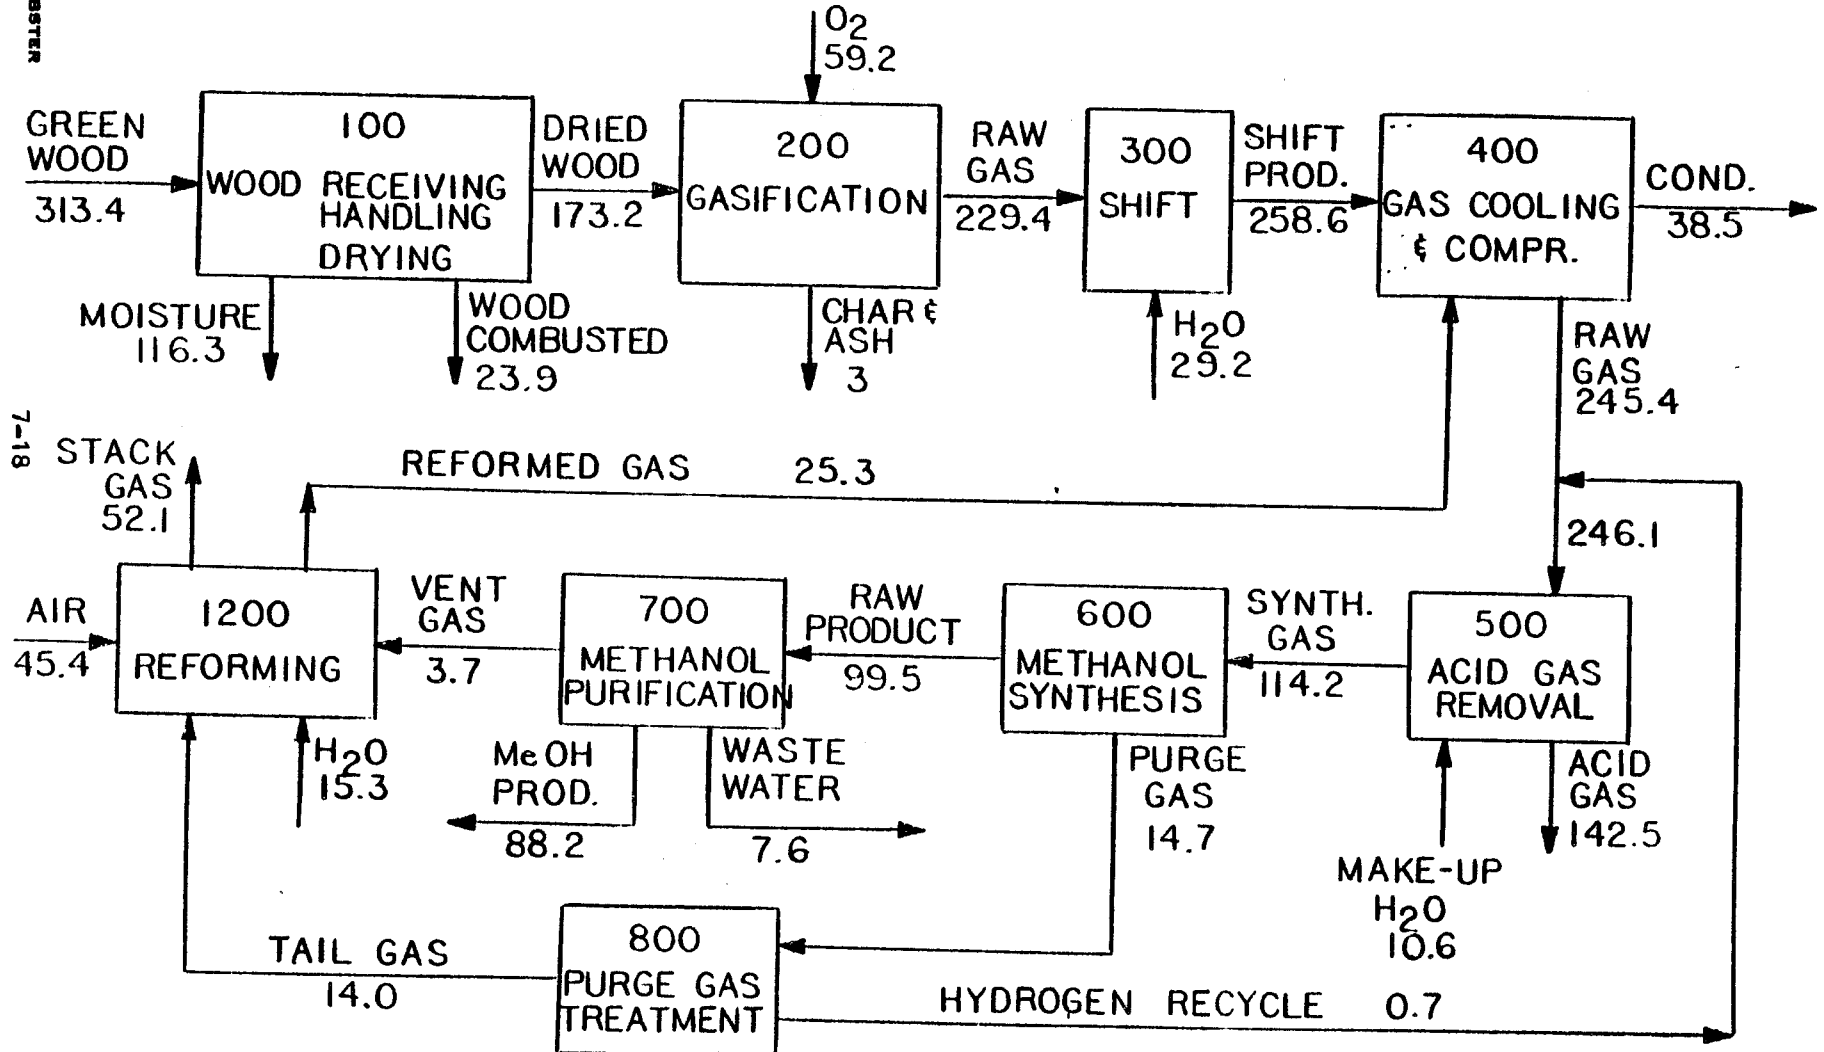 BSTER
7-18
O2
59.2
GREEN
WOOD
313.4
100
WOOD RECEIVING
HANDLING
DRYING
DRIED
WOOD
173.2
200
GASIFICATION
RAW
GAS
229.4
300
SHIFT
SHIFT
PROD.
258.6
400
GAS COOLING
& COMPR.
COND.
38.5
MOISTURE
116.3
WOOD
COMBUSTED
23.9
CHAR &
ASH
3
H2O
29.2
RAW
GAS
245.4
STACK
GAS
52.1
REFORMED GAS 25.3
246.1
AIR
45.4
1200
REFORMING
VENT
GAS
3.7
700
METHANOL
PURIFICATION
RAW
PRODUCT
99.5
600
METHANOL
SYNTHESIS
SYNTH.
GAS
114.2
500
ACID GAS
REMOVAL
H2O
15.3
MeOH
PROD.
88.2
WASTE
WATER
7.6
PURGE
GAS
14.7
MAKE-UP
H2O
10.6
ACID
GAS
142.5
TAIL GAS
14.0
800
PURGE GAS
TREATMENT
HYDROGEN RECYCLE 0.7